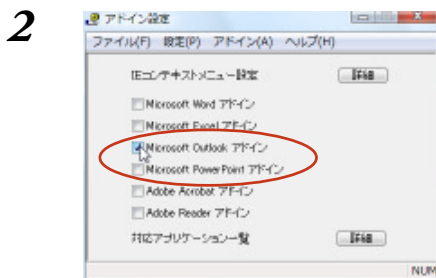 2
アドイン設定
ファイル(F) 設定(P) アドイン(A) ヘルプ(H)
IEコンテキストメニュー設定 詳細
Microsoft Word アドイン
Microsoft Excel アドイン
Microsoft Outlook アドイン
Microsoft PowerPoint アドイン
Adobe Acrobat アドイン
Adobe Reader アドイン
対応アプリケーション一覧 詳細
NUM